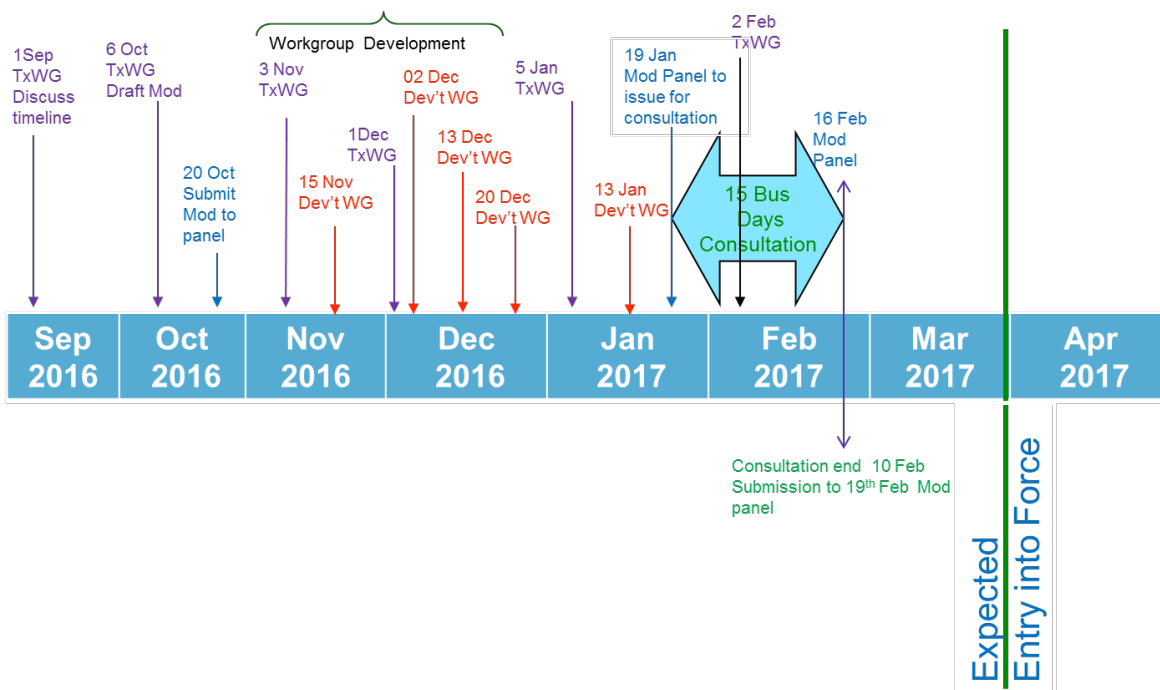 Workgroup Development
1Sep
TxWG
Discuss
timeline
6 Oct
TxWG
Draft Mod
20 Oct
Submit
Mod to
panel
3 Nov
TxWG
15 Nov
Dev't WG
1Dec
TxWG
02 Dec
Dev't WG
13 Dec
Dev't WG
20 Dec
Dev't WG
5 Jan
TxWG
13 Jan
Dev't WG
19 Jan
Mod Panel to
issue for
consultation
2 Feb
TxWG
16 Feb
Mod
Panel
15 Bus
Days
Consultation
Sep
2016
Oct
2016
Nov
2016
Dec
2016
Jan
2017
Feb
2017
Mar
2017
Apr
2017
Consultation end 10 Feb
Submission to 19th Feb Mod
panel
Expected
Entry into Force